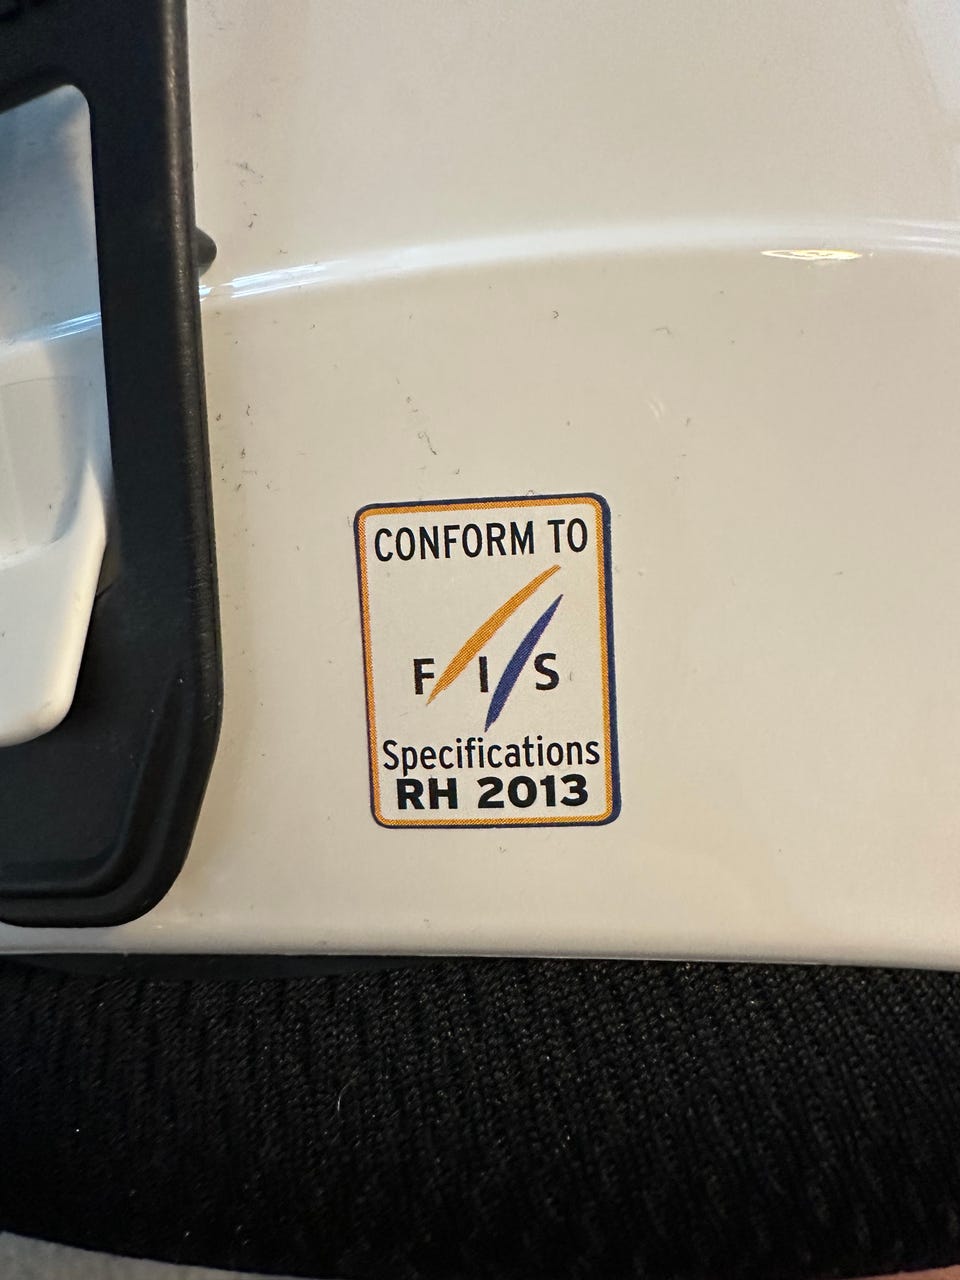 CONFORM TO
F I S
Specifications
RH 2013